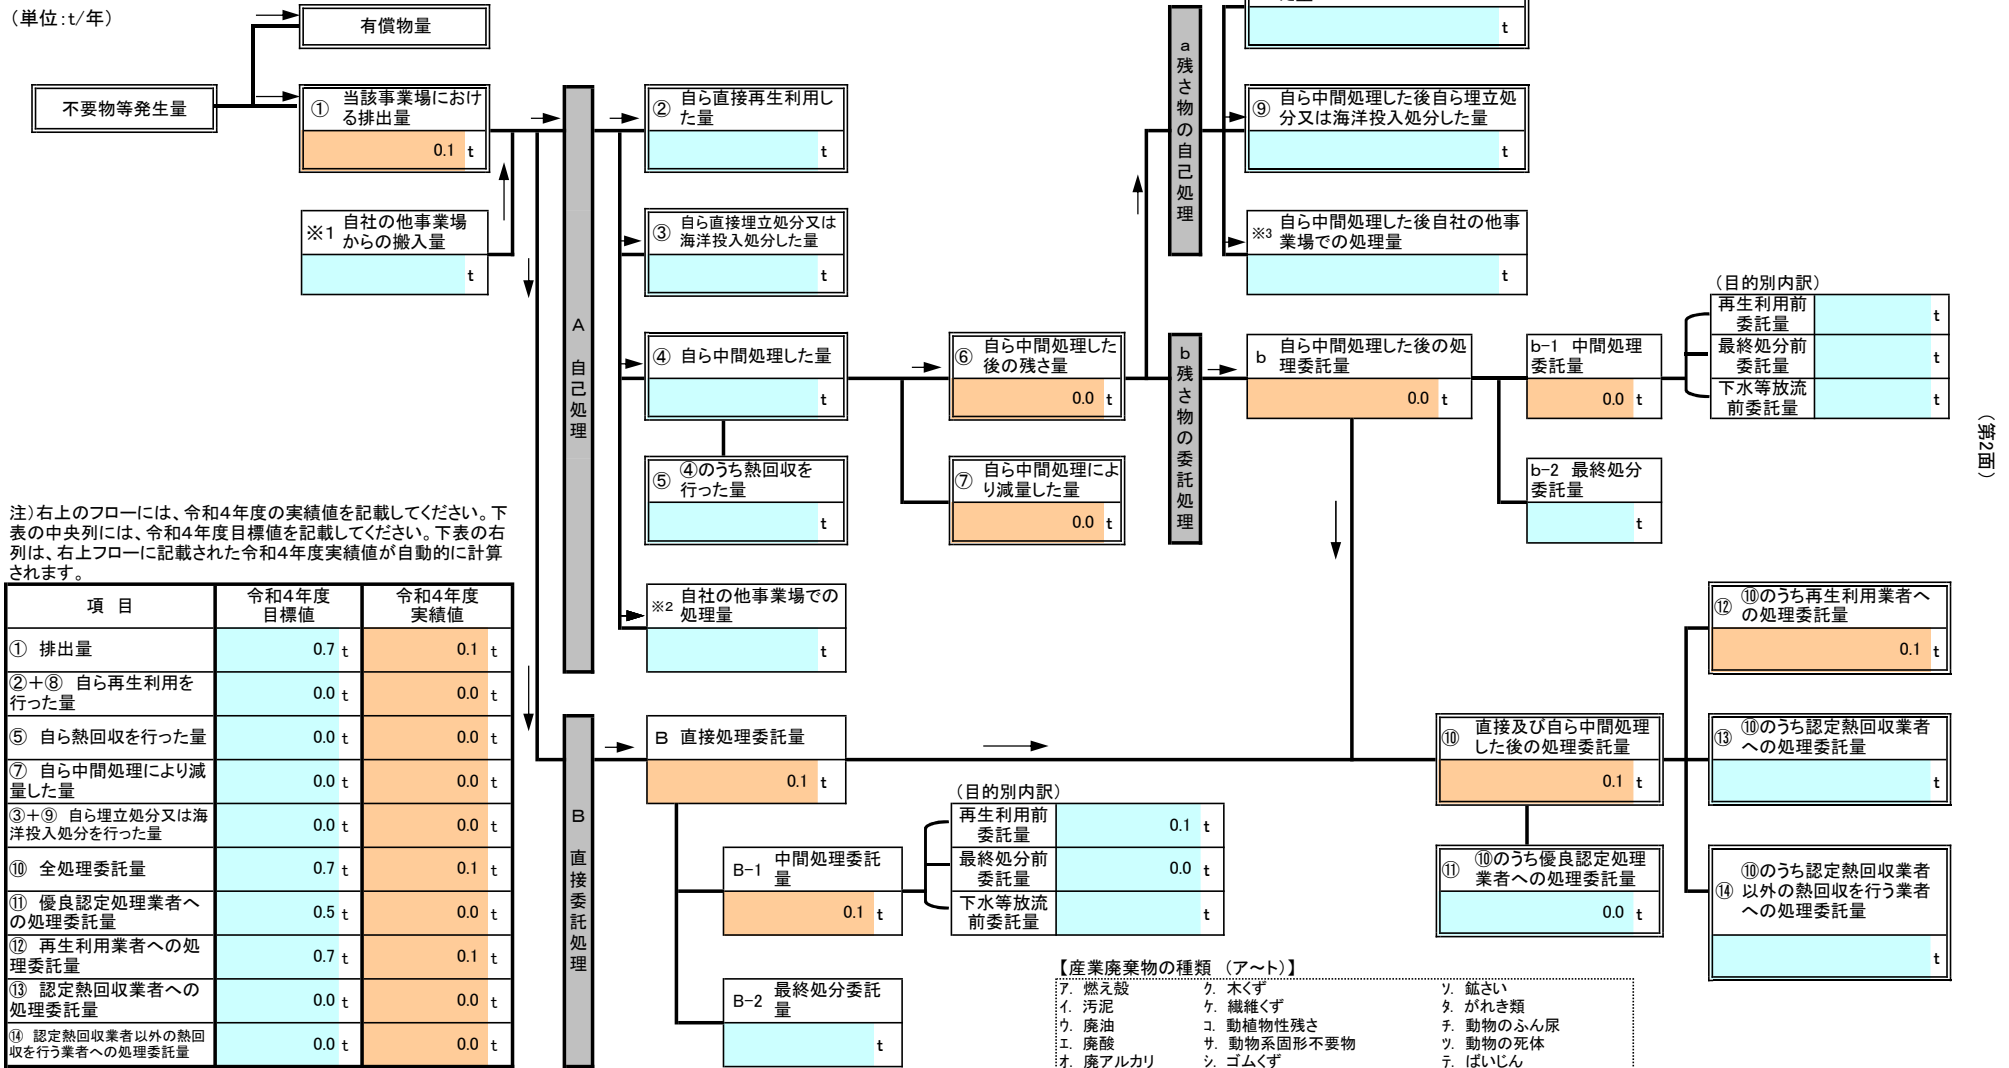 (単位:t/年)
有償物量
不要物等発生量
① 当該事業場におけ
る排出量
0.1 t
※1 自社の他事業場
からの搬入量
t
A 自己処理
② 自ら直接再生利用し
た量
t
③ 自ら直接埋立処分又は
海洋投入処分した量
t
④ 自ら中間処理した量
t
⑤ ④のうち熱回収を
行った量
t
※2 自社の他事業場での
処理量
t
⑥ 自ら中間処理した
後の残さ量
0.0 t
⑦ 自ら中間処理によ
り減量した量
0.0 t
a 残さ物の自己処理
t
⑨ 自ら中間処理した後自ら埋立処
分又は海洋投入処分した量
t
※3 自ら中間処理した後自社の他事
業場での処理量
t
b 残さ物の委託処理
b 自ら中間処理した後の処
理委託量
0.0 t
b-1 中間処理
委託量
0.0 t
b-2 最終処分
委託量
t
(目的別内訳)
再生利用前
委託量
t
最終処分前
委託量
t
下水等放流
前委託量
t
(第2面)
注)右上のフローには、令和4年度の実績値を記載してください。下
表の中央列には、令和4年度目標値を記載してください。下表の右
列は、右上フローに記載された令和4年度実績値が自動的に計算
されます。
項 目 令和4年度
目標値 令和4年度
実績値
① 排出量 0.7 t 0.1 t
②+⑧ 自ら再生利用を
行った量 0.0 t 0.0 t
⑤ 自ら熱回収を行った量 0.0 t 0.0 t
⑦ 自ら中間処理により減
量した量 0.0 t 0.0 t
③+⑨ 自ら埋立処分又は海
洋投入処分を行った量 0.0 t 0.0 t
⑩ 全処理委託量 0.7 t 0.1 t
⑪ 優良認定処理業者へ
の処理委託量 0.5 t 0.0 t
⑫ 再生利用業者への処
理委託量 0.7 t 0.1 t
⑬ 認定熱回収業者への
処理委託量 0.0 t 0.0 t
⑭ 認定熱回収業者以外の熱回
収を行う業者への処理委託量 0.0 t 0.0 t
B 直接委託処理
B 直接処理委託量
0.1 t
B-1 中間処理委託
量
0.1 t
B-2 最終処分委託
量
t
(目的別内訳)
再生利用前
委託量
0.1 t
最終処分前
委託量
0.0 t
下水等放流
前委託量
t
⑩ 直接及び自ら中間処理
した後の処理委託量
0.1 t
⑪ ⑩のうち優良認定処理
業者への処理委託量
0.0 t
⑫ ⑩のうち再生利用業者へ
の処理委託量
0.1 t
⑬ ⑩のうち認定熱回収業者
への処理委託量
t
⑭ ⑩のうち認定熱回収業者
以外の熱回収を行う業者
への処理委託量
t
【産業廃棄物の種類 (ア~ト)】
ア. 燃え殻 ク. 木くず ソ. 鉱さい
イ. 汚泥 ケ. 繊維くず タ. がれき類
ウ. 廃油 コ. 動植物性残さ チ. 動物のふん尿
エ. 廃酸 サ. 動物系固形不要物 ツ. 動物の死体
オ. 廃アルカリ シ. ゴムくず テ. ばいじん